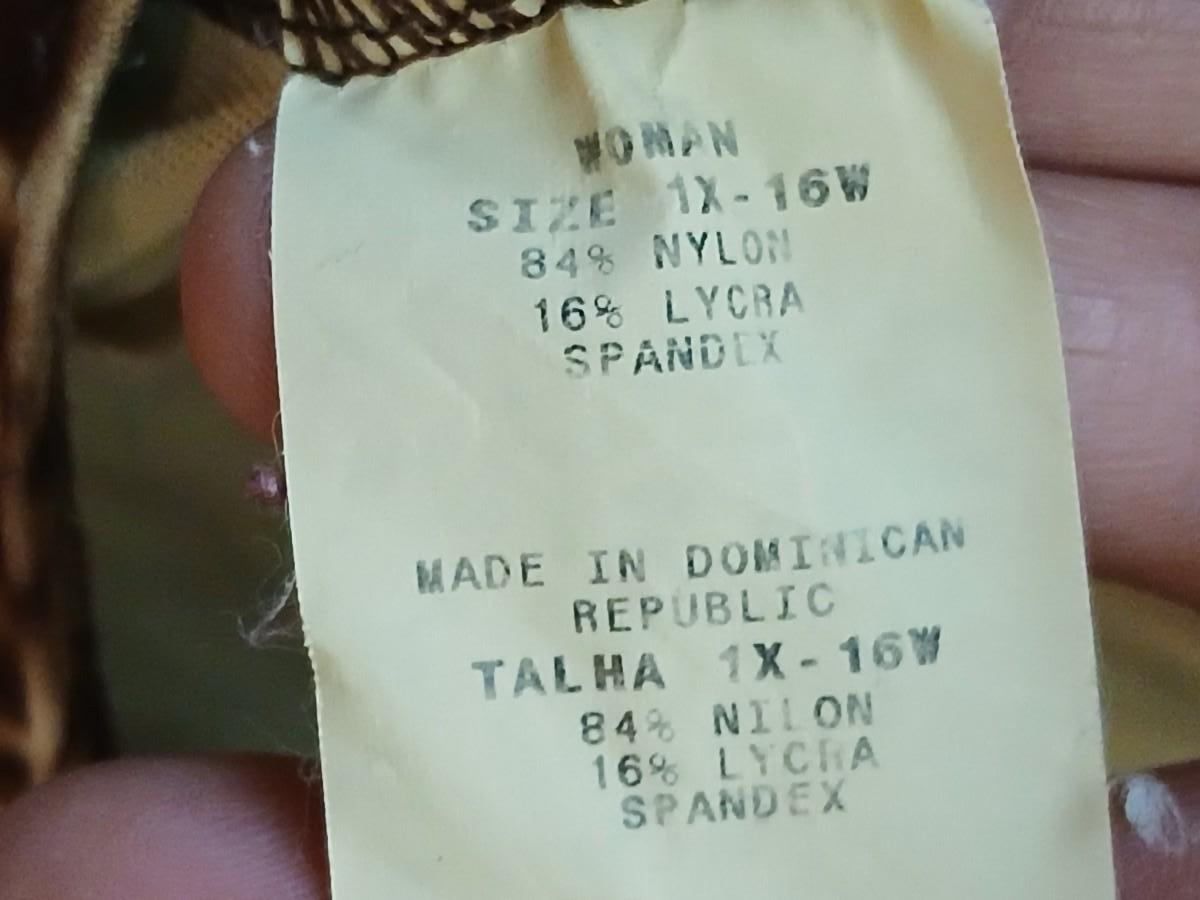 WOMAN
SIZE 1X-16W
84% NYLON
16% LYCRA
SPANDEX
MADE IN DOMINICAN
REPUBLIC
TALHA 1X-16W
84% NILON
16% LYCRA
SPANDEX